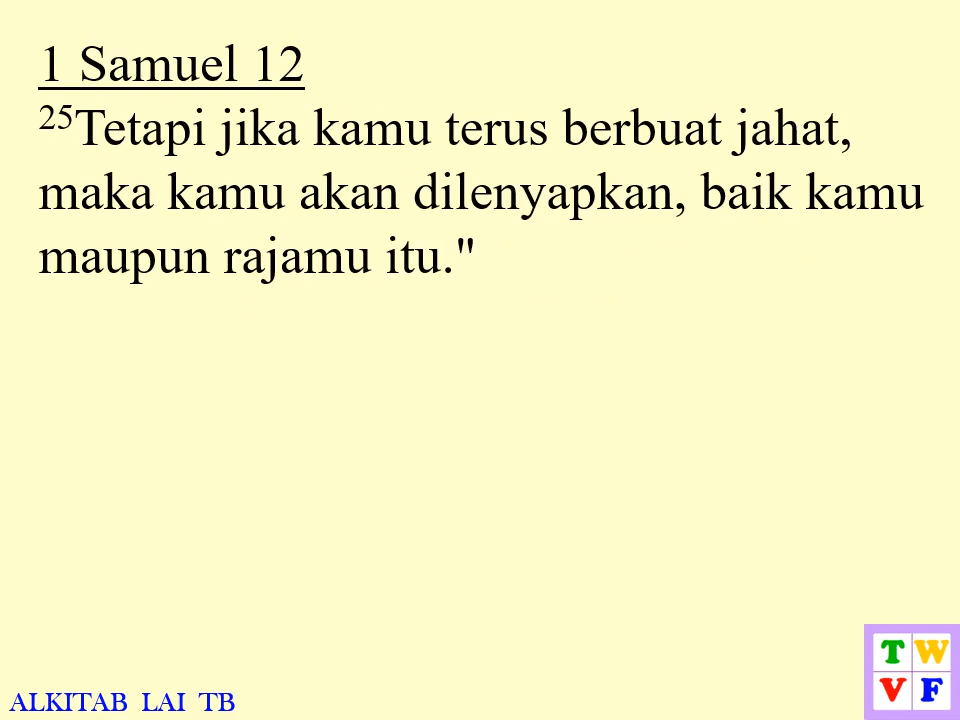 1 Samuel 12
25Tetapi jika kamu terus berbuat jahat,
maka kamu akan dilenyapkan, baik kamu
maupun rajamu itu."
ALKITAB LAI TB
T W
V F